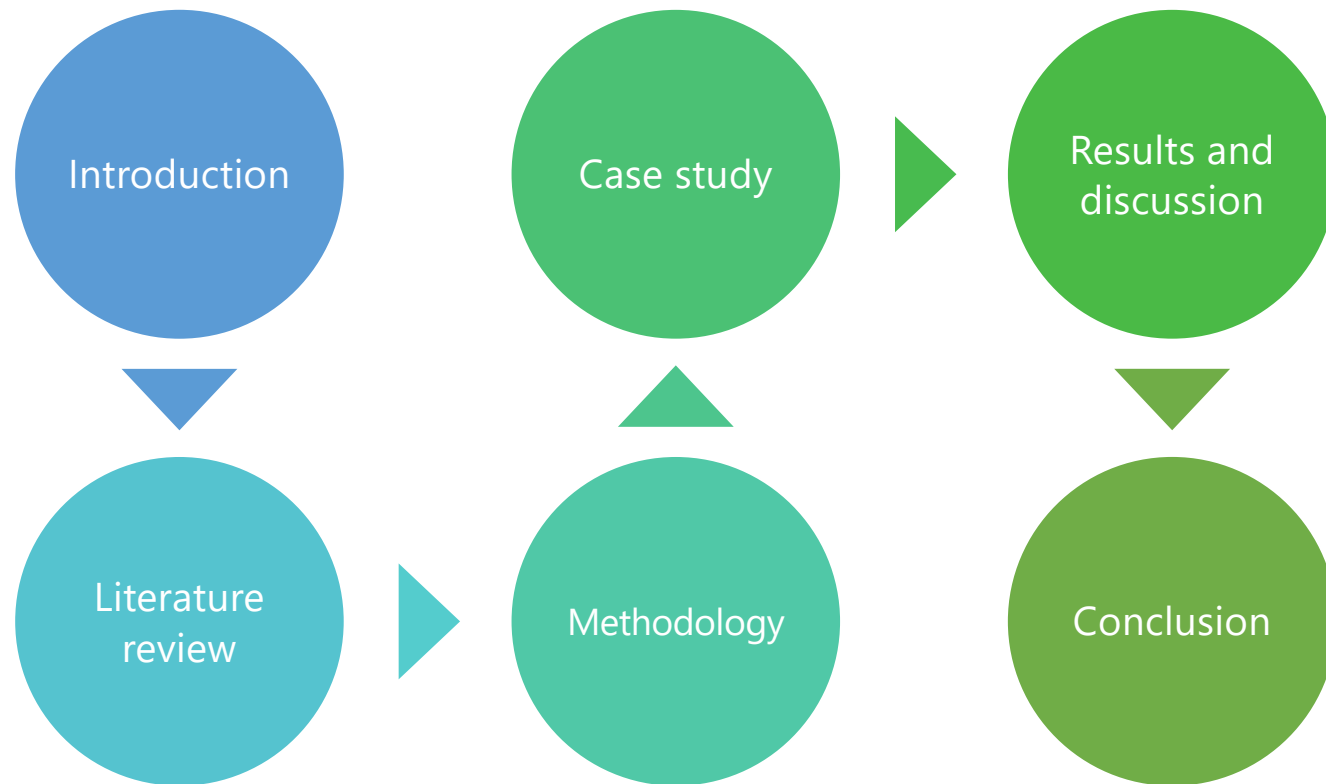 Introduction
Literature
review
Methodology
Case study
Results and
discussion
Conclusion